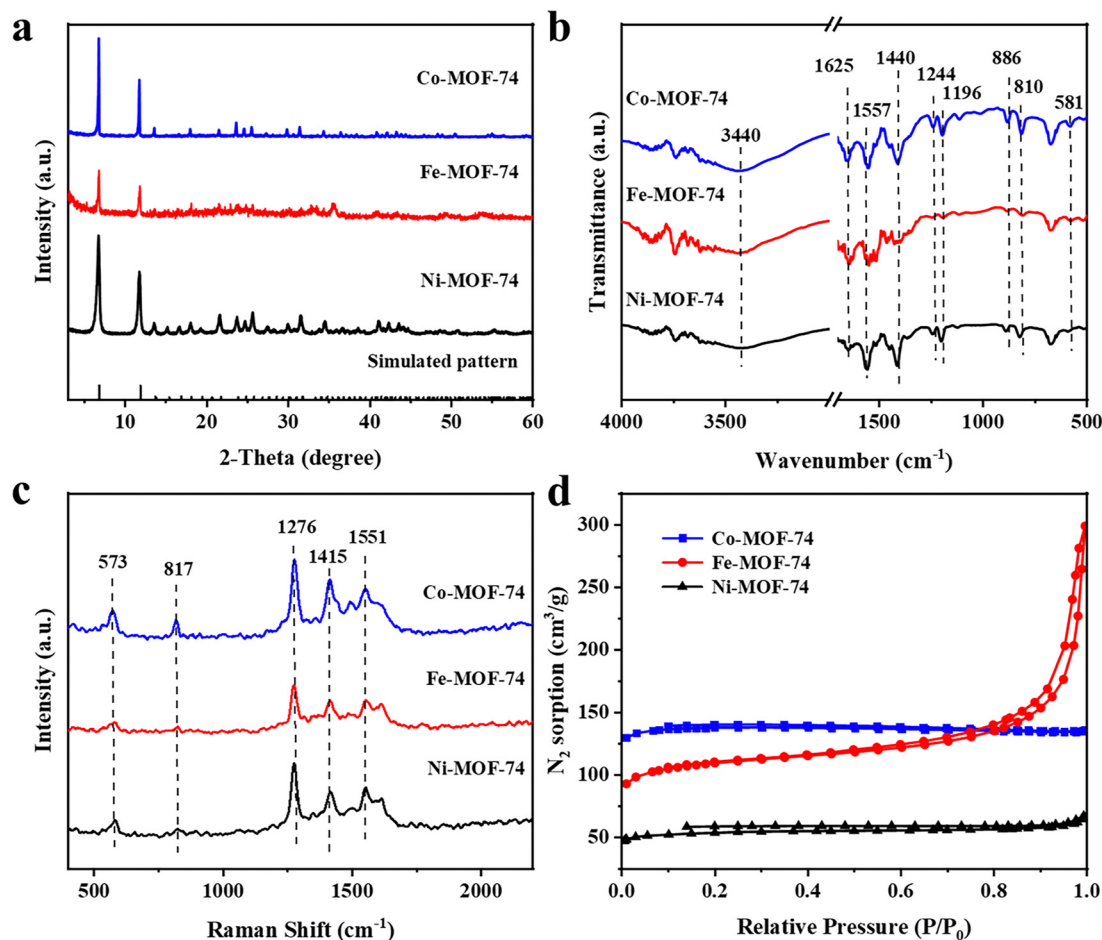 a
Intensity (a.u.)
Co-MOF-74
Fe-MOF-74
Ni-MOF-74
Simulated pattern
10 20 30 40 50 60
2-Theta (degree)
b
Transmittance (a.u.)
1625 1440 1244 886
1557 1196 810 581
3440
Co-MOF-74
Fe-MOF-74
Ni-MOF-74
4000 3500 1500 1000 500
Wavenumber (cm⁻¹)
c
Intensity (a.u.)
573 817 1276 1415 1551
Co-MOF-74
Fe-MOF-74
Ni-MOF-74
500 1000 1500 2000
Raman Shift (cm⁻¹)
d
N₂ sorption (cm³/g)
Co-MOF-74
Fe-MOF-74
Ni-MOF-74
300
250
200
150
100
50
0.0 0.2 0.4 0.6 0.8 1.0
Relative Pressure (P/P₀)